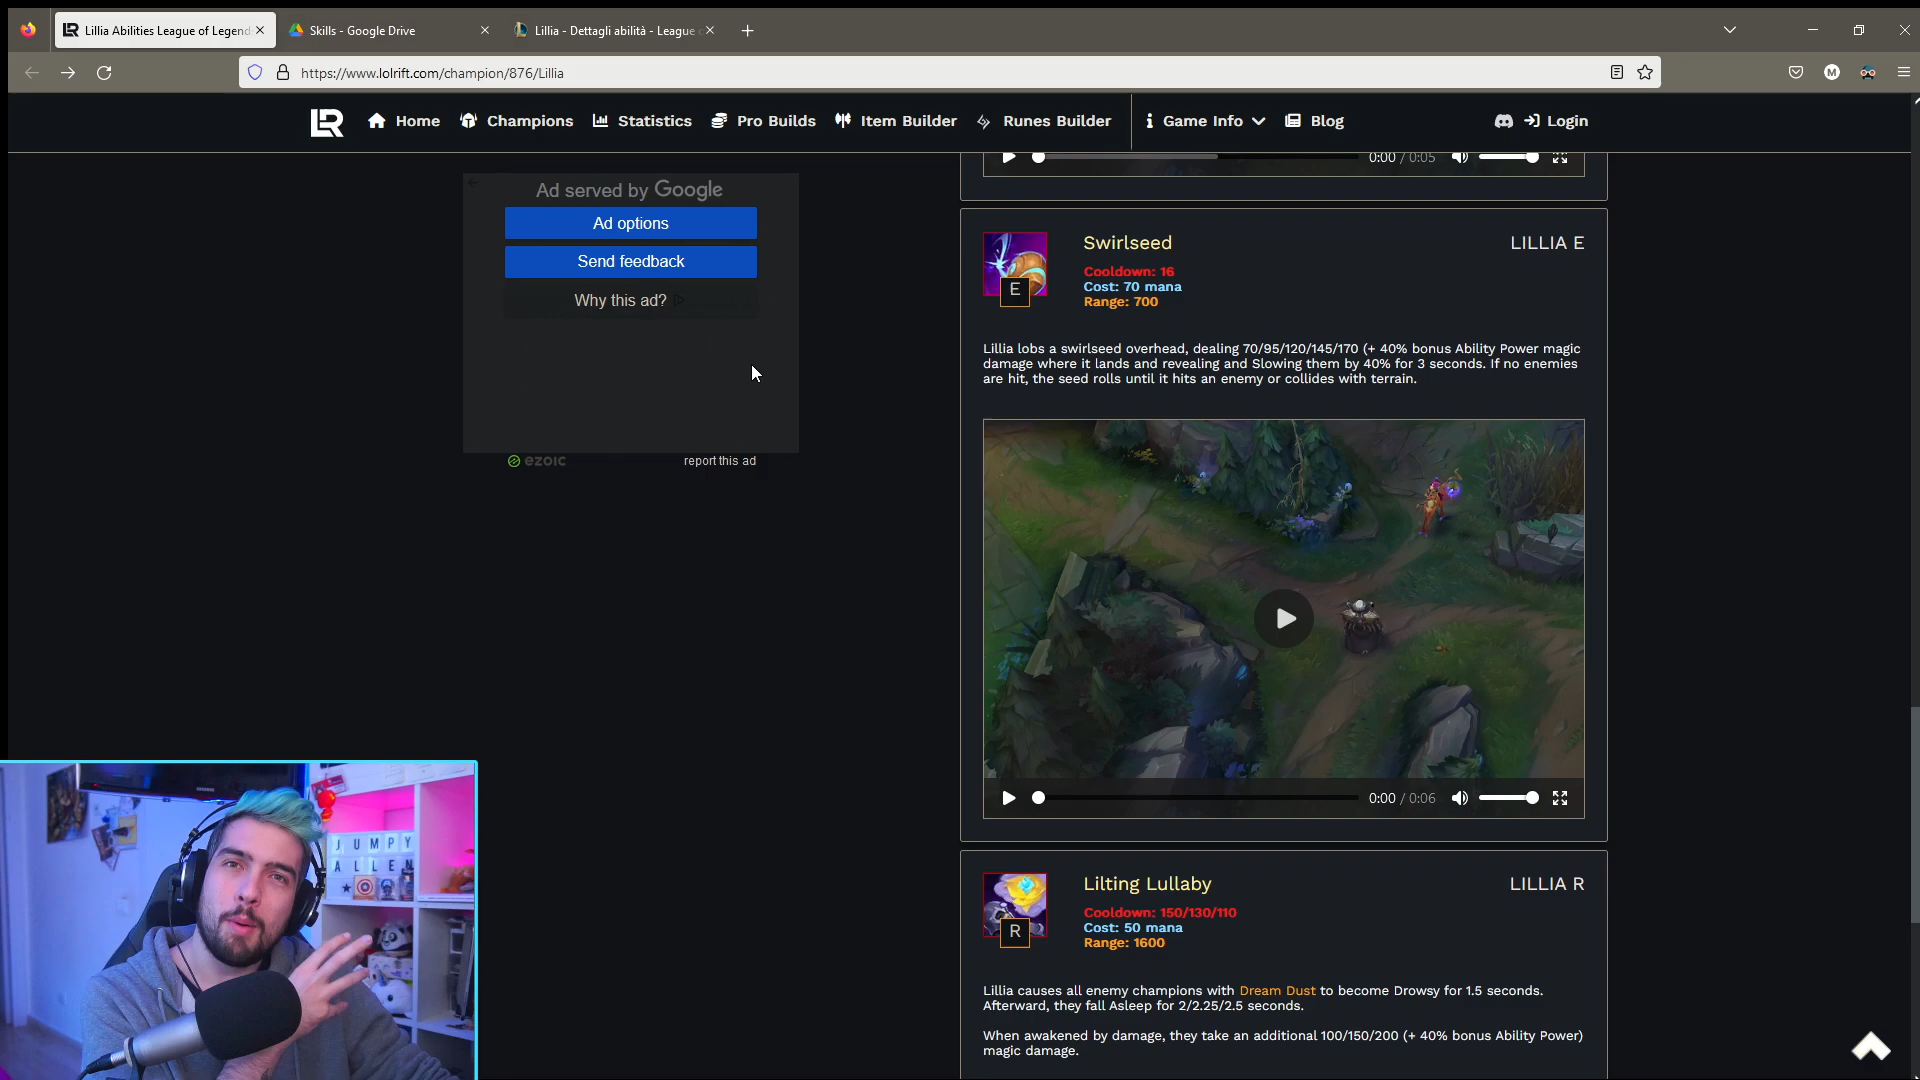 Lillia Abilities League of Legend
Skills - Google Drive
Lillia - Dettagli abilità - League
https://www.lolrift.com/champion/876/Lillia
M
LR
Home
Champions
Statistics
Pro Builds
Item Builder
Runes Builder
Game Info
Blog
Login
0:00 / 0:05
Ad served by Google
Ad options
Send feedback
Why this ad?
ezoic
report this ad
Swirlseed
LILLIA E
E
Cooldown: 16
Cost: 70 mana
Range: 700
Lillia lobs a swirlseed overhead, dealing 70/95/120/145/170 (+ 40% bonus Ability Power magic
damage where it lands and revealing and Slowing them by 40% for 3 seconds. If no enemies
are hit, the seed rolls until it hits an enemy or collides with terrain.
0:00 / 0:06
Lilting Lullaby
LILLIA R
R
Cooldown: 150/130/110
Cost: 50 mana
Range: 1600
Lillia causes all enemy champions with Dream Dust to become Drowsy for 1.5 seconds.
Afterward, they fall Asleep for 2/2.25/2.5 seconds.
When awakened by damage, they take an additional 100/150/200 (+ 40% bonus Ability Power)
magic damage.
JUMPY
ALLEN